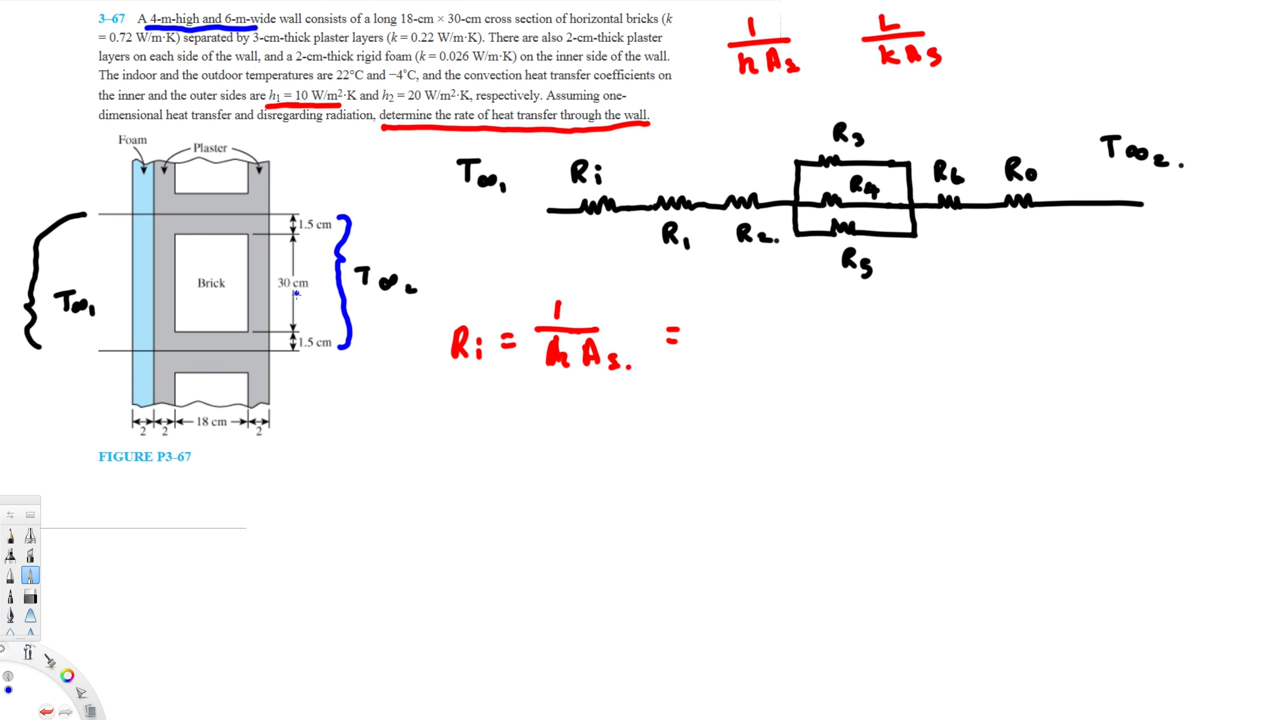 3–67 A 4-m-high and 6-m-wide wall consists of a long 18-cm × 30-cm cross section of horizontal bricks (k
= 0.72 W/m·K) separated by 3-cm-thick plaster layers (k = 0.22 W/m·K). There are also 2-cm-thick plaster
layers on each side of the wall, and a 2-cm-thick rigid foam (k = 0.026 W/m·K) on the inner side of the wall.
The indoor and the outdoor temperatures are 22°C and −4°C, and the convection heat transfer coefficients on
the inner and the outer sides are h₁ = 10 W/m²·K and h₂ = 20 W/m²·K, respectively. Assuming one-
dimensional heat transfer and disregarding radiation, determine the rate of heat transfer through the wall.
1 / h As
L / k As
Foam
Plaster
1.5 cm
Brick
30 cm
1.5 cm
18 cm
2 2 2
FIGURE P3-67
T∞₁
T∞₂
T∞₁
Ri
R₁
R₂.
R₃
R₄
R₅
R₆
Ro
T∞₂.
Ri = 1 / h As. =